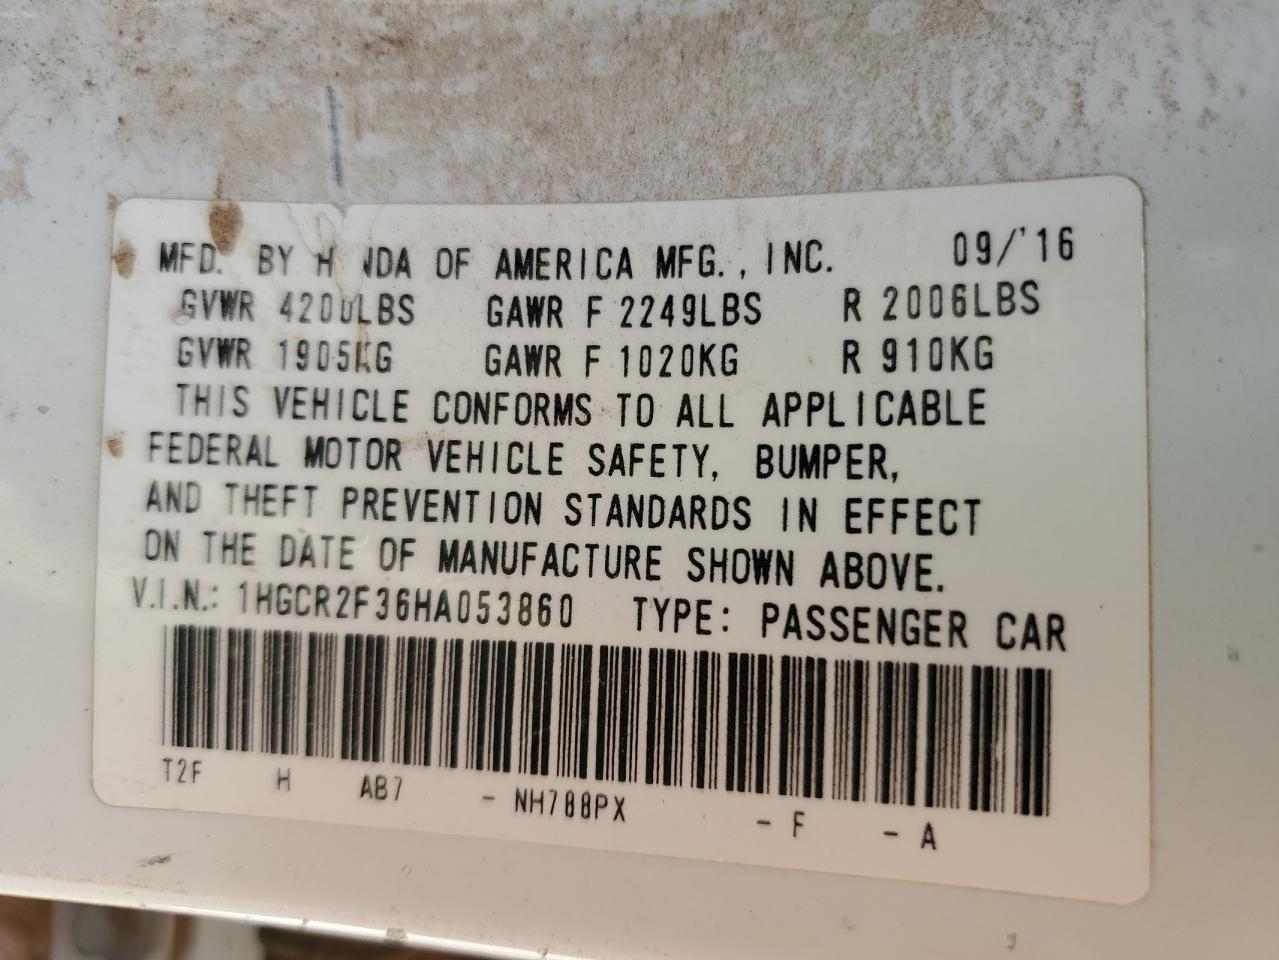 MFD. BY HONDA OF AMERICA MFG., INC. 09/'16
GVWR 4200LBS GAWR F 2249LBS R 2006LBS
GVWR 1905KG GAWR F 1020KG R 910KG
THIS VEHICLE CONFORMS TO ALL APPLICABLE
FEDERAL MOTOR VEHICLE SAFETY, BUMPER,
AND THEFT PREVENTION STANDARDS IN EFFECT
ON THE DATE OF MANUFACTURE SHOWN ABOVE.
V.I.N.: 1HGCR2F36HA053860 TYPE: PASSENGER CAR
T2F H AB7 - NH788PX - F - A